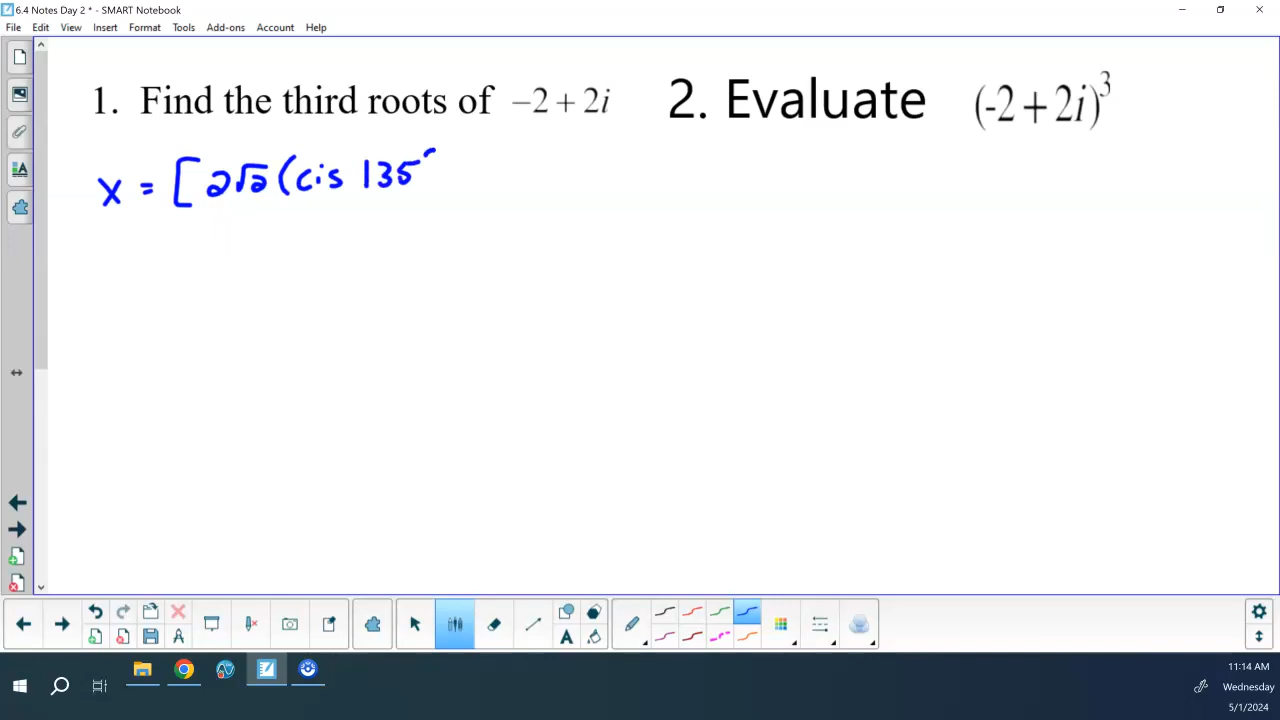 6.4 Notes Day 2 * - SMART Notebook
File Edit View Insert Format Tools Add-ons Account Help
1. Find the third roots of −2 + 2i
2. Evaluate (-2 + 2i)³
x = [ 2√2 (cis 135°
11:14 AM
Wednesday
5/1/2024